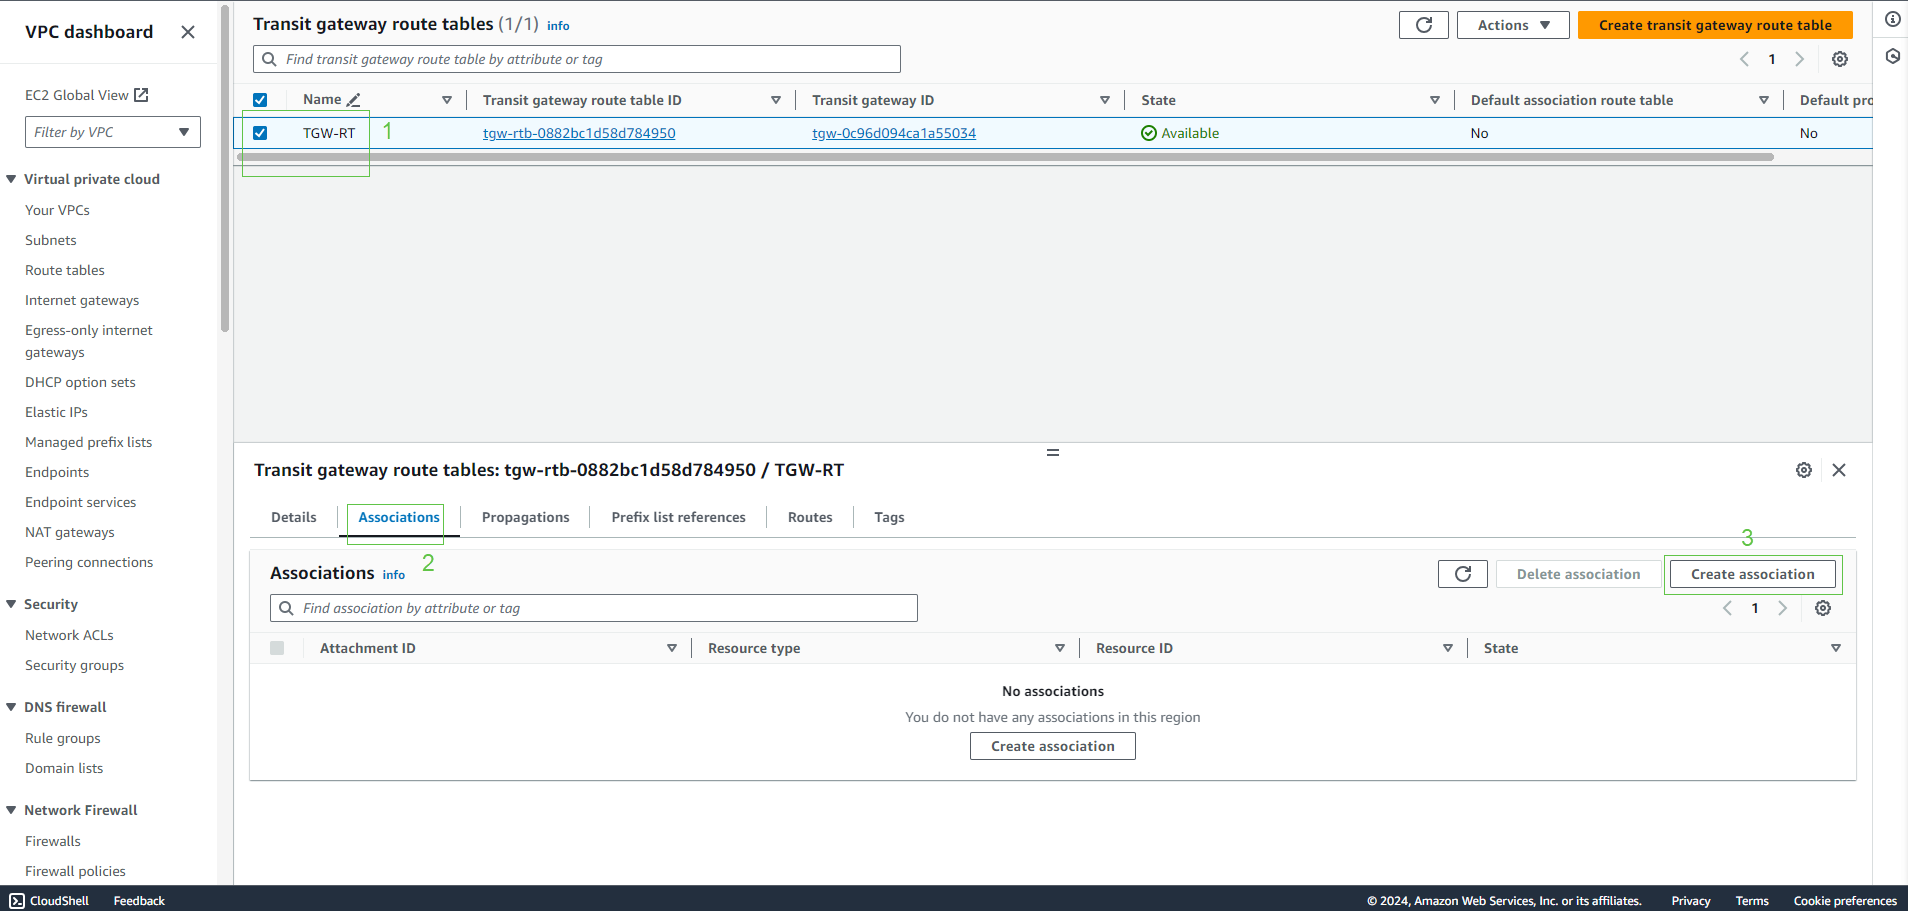 VPC dashboard
EC2 Global View
Filter by VPC
Virtual private cloud
Your VPCs
Subnets
Route tables
Internet gateways
Egress-only internet
gateways
DHCP option sets
Elastic IPs
Managed prefix lists
Endpoints
Endpoint services
NAT gateways
Peering connections
Security
Network ACLs
Security groups
DNS firewall
Rule groups
Domain lists
Network Firewall
Firewalls
Firewall policies
Transit gateway route tables (1/1) info
Actions
Create transit gateway route table
Find transit gateway route table by attribute or tag
1
Name Transit gateway route table ID Transit gateway ID State Default association route table Default pro
TGW-RT 1 tgw-rtb-0882bc1d58d784950 tgw-0c96d094ca1a55034 Available No No
Transit gateway route tables: tgw-rtb-0882bc1d58d784950 / TGW-RT
Details Associations Propagations Prefix list references Routes Tags
2
3
Associations info
Delete association
Create association
Find association by attribute or tag
1
Attachment ID Resource type Resource ID State
No associations
You do not have any associations in this region
Create association
CloudShell Feedback © 2024, Amazon Web Services, Inc. or its affiliates. Privacy Terms Cookie preferences